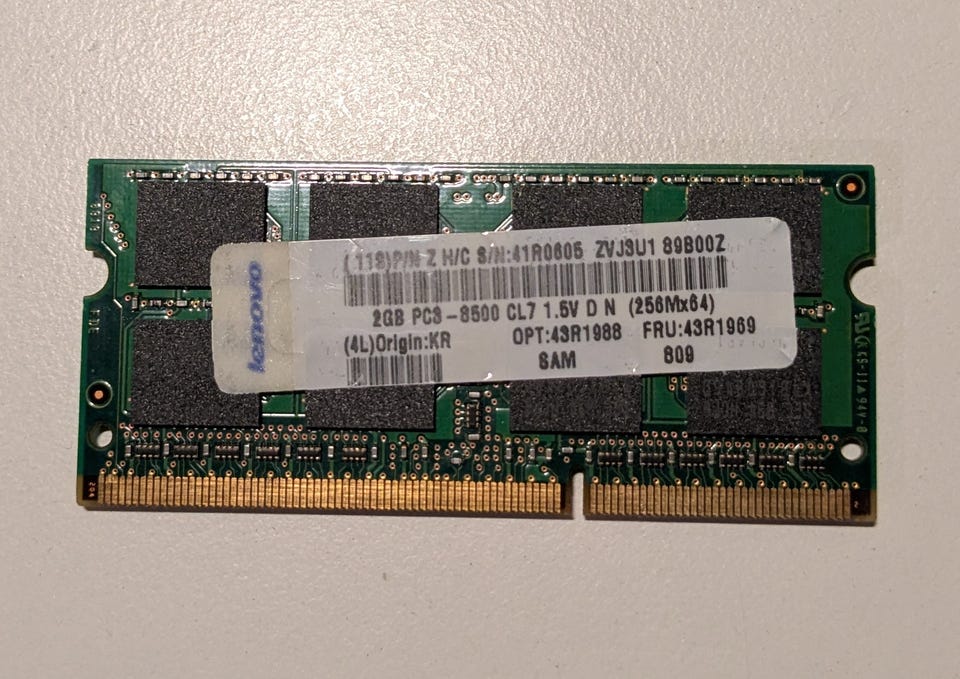 lenovo
(11S)P/N Z H/C S/N:41R0605 ZVJ3U1 89B00Z
2GB PC3-8500 CL7 1.5V D N (256Mx64)
OPT:43R1988 FRU:43R1969
(4L)Origin:KR
SAM 809
204